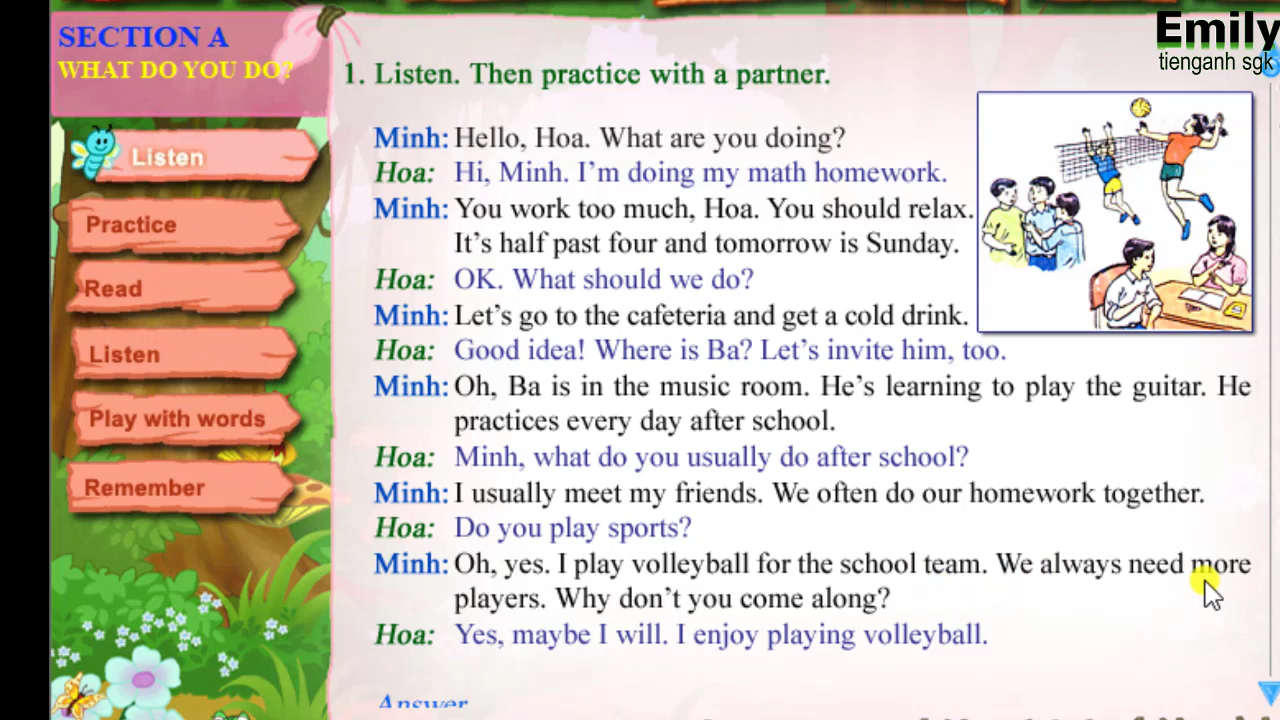 Emily
tienganh sgk
SECTION A
WHAT DO YOU DO?
Listen
Practice
Read
Listen
Play with words
Remember
1. Listen. Then practice with a partner.
Minh: Hello, Hoa. What are you doing?
Hoa: Hi, Minh. I'm doing my math homework.
Minh: You work too much, Hoa. You should relax.
It's half past four and tomorrow is Sunday.
Hoa: OK. What should we do?
Minh: Let's go to the cafeteria and get a cold drink.
Hoa: Good idea! Where is Ba? Let's invite him, too.
Minh: Oh, Ba is in the music room. He's learning to play the guitar. He
practices every day after school.
Hoa: Minh, what do you usually do after school?
Minh: I usually meet my friends. We often do our homework together.
Hoa: Do you play sports?
Minh: Oh, yes. I play volleyball for the school team. We always need more
players. Why don't you come along?
Hoa: Yes, maybe I will. I enjoy playing volleyball.
Answer